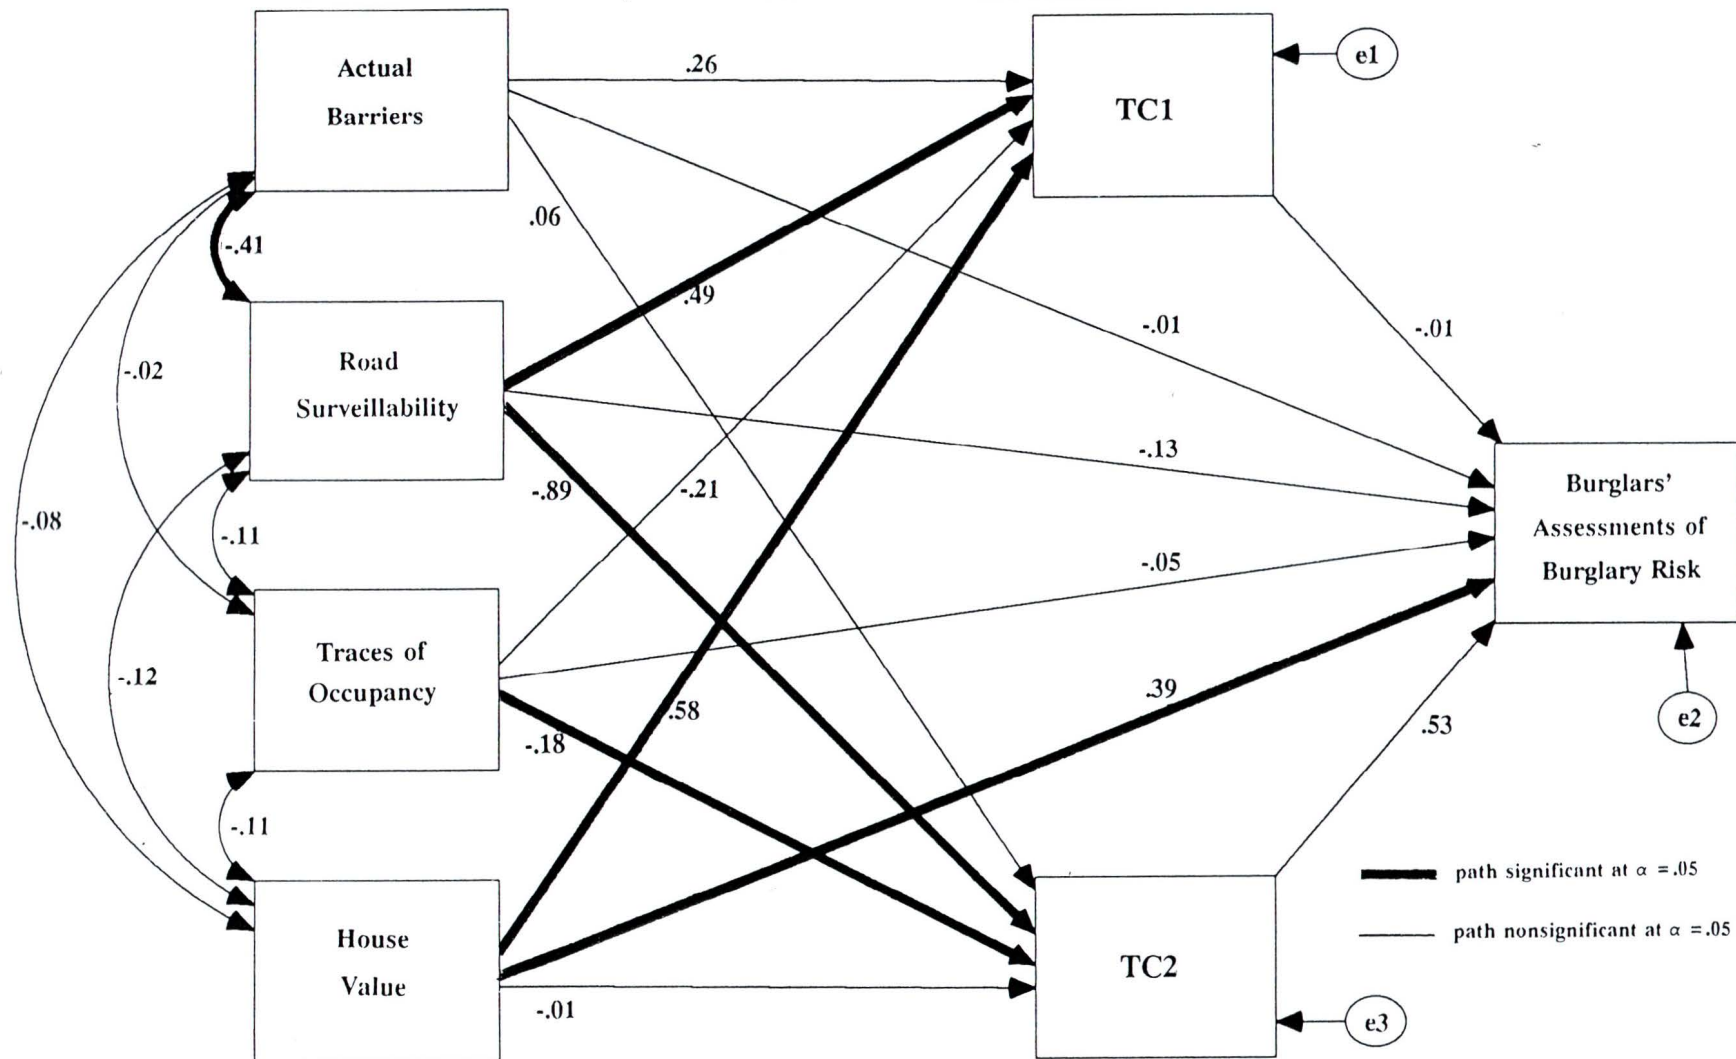 Actual
Barriers
.26
TC1
e1
.06
-.41
.49
-.01
-.01
Road
Surveillability
-.02
-.13
-.89
-.21
-.08
-.11
Burglars'
Assessments of
Burglary Risk
-.05
Traces of
Occupancy
-.12
.58
.39
-.18
.53
e2
-.11
path significant at α =.05
path nonsignificant at α =.05
House
Value
TC2
-.01
e3